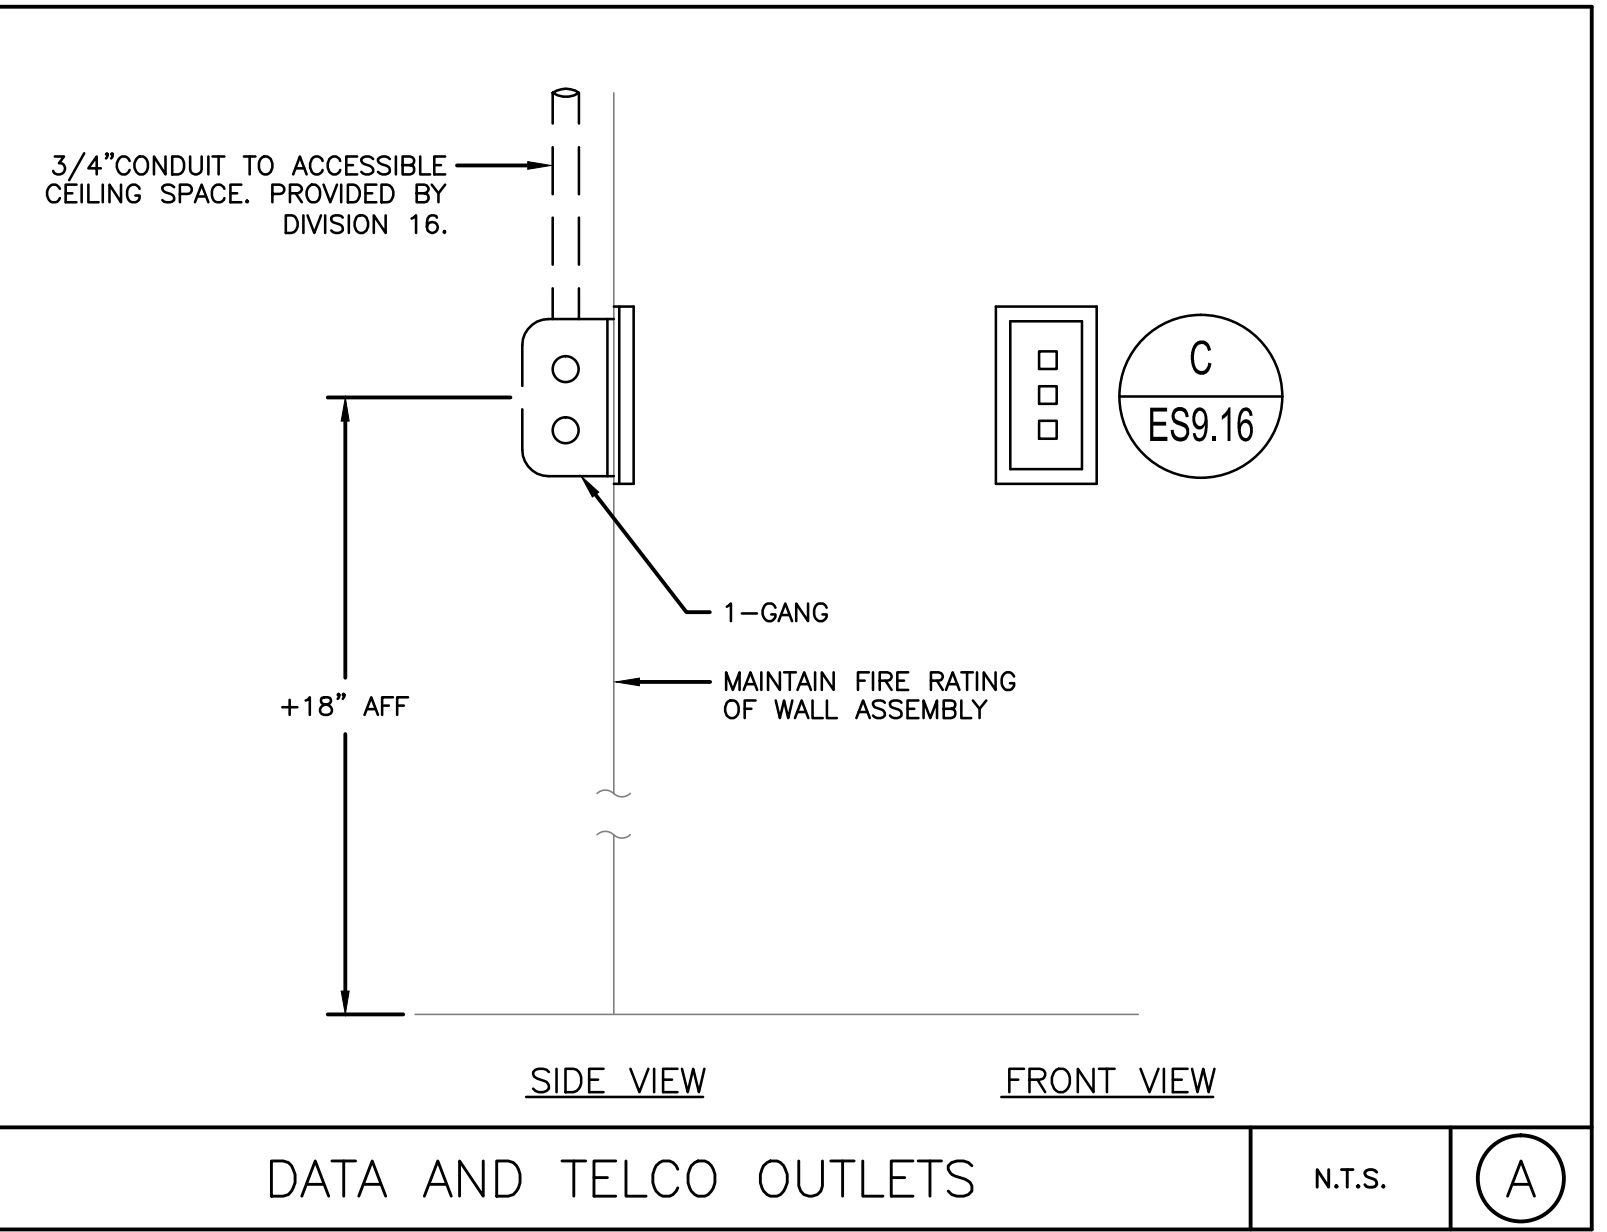 3/4"CONDUIT TO ACCESSIBLE
CEILING SPACE. PROVIDED BY
DIVISION 16.
C
ES9.16
1-GANG
MAINTAIN FIRE RATING
OF WALL ASSEMBLY
+18" AFF
SIDE VIEW
FRONT VIEW
DATA AND TELCO OUTLETS
N.T.S.
A